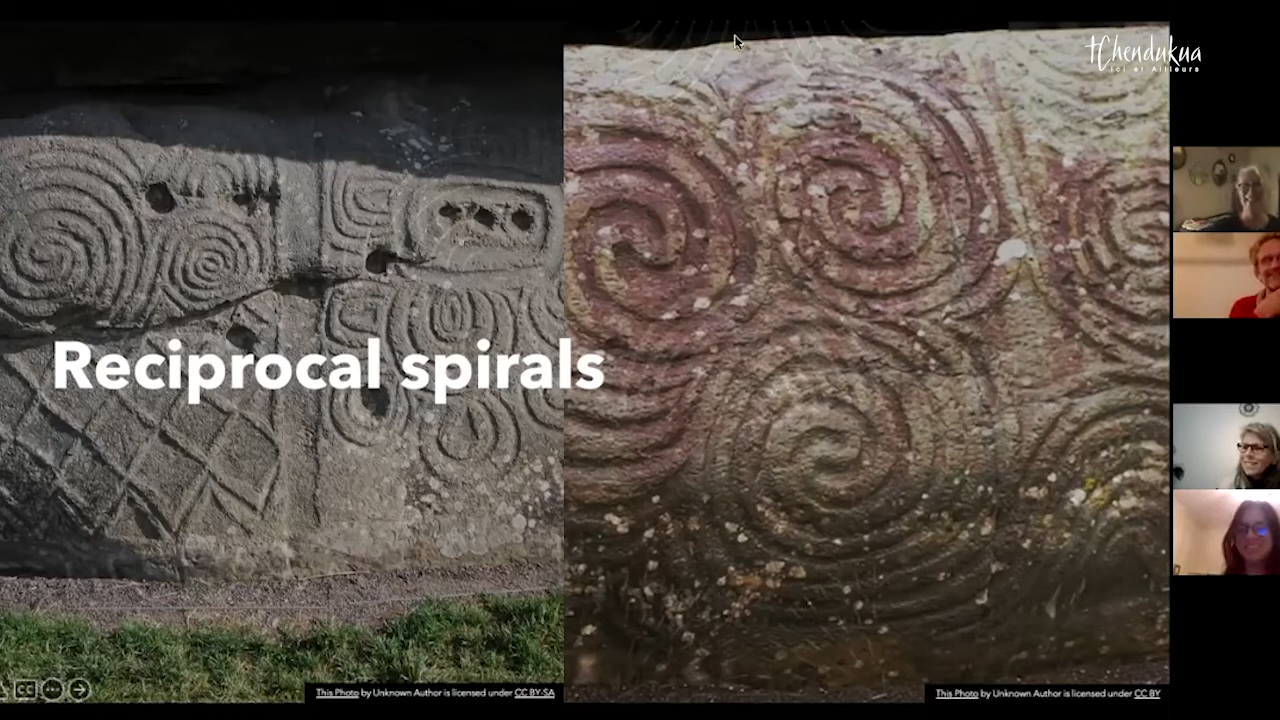 tChendukua
ici et Ailleurs
Reciprocal spirals
CC
This Photo by Unknown Author is licensed under CC BY-SA
This Photo by Unknown Author is licensed under CC BY